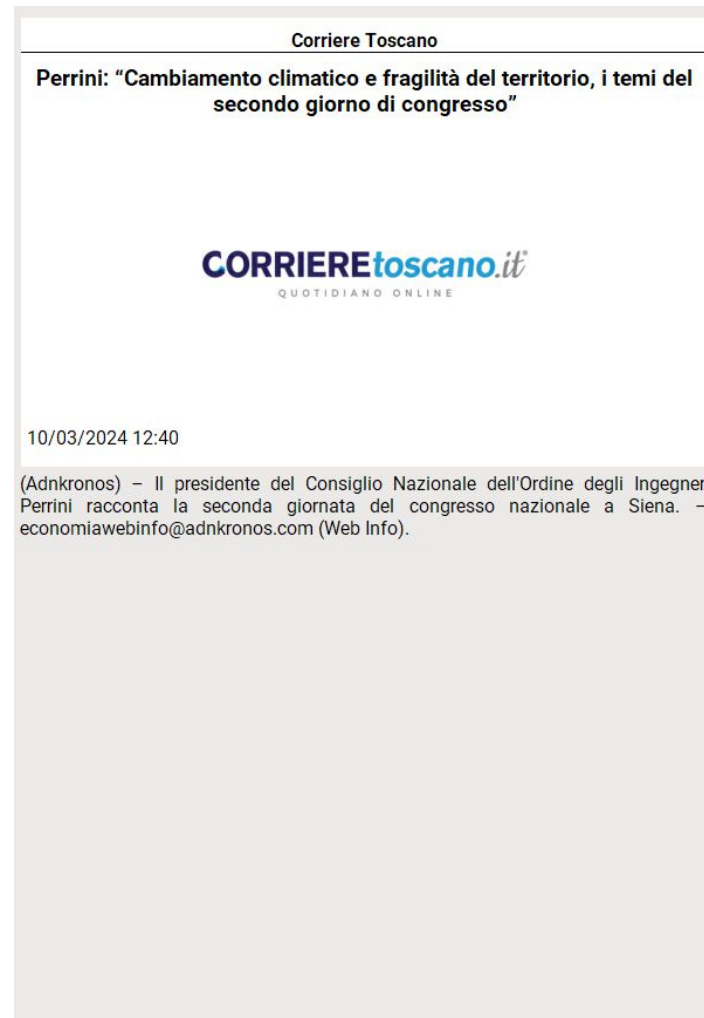 Corriere Toscano
Perrini: “Cambiamento climatico e fragilità del territorio, i temi del
secondo giorno di congresso”
CORRIEREtoscano.it
QUOTIDIANO ONLINE
10/03/2024 12:40
(Adnkronos) – Il presidente del Consiglio Nazionale dell'Ordine degli Ingegner
Perrini racconta la seconda giornata del congresso nazionale a Siena. –
economiawebinfo@adnkronos.com (Web Info).